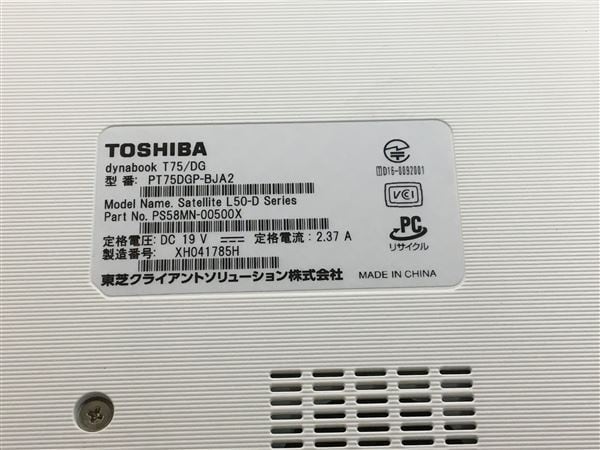 TOSHIBA
dynabook T75/DG
型 番: PT75DGP-BJA2
Model Name. Satellite L50-D Series
Part No. PS58MN-00500X
定格電圧: DC 19 V 定格電流: 2.37 A
製造番号: XH041785H
東芝クライアントソリューション株式会社
MADE IN CHINA
T D16-0092001
VCI
PC
リサイクル